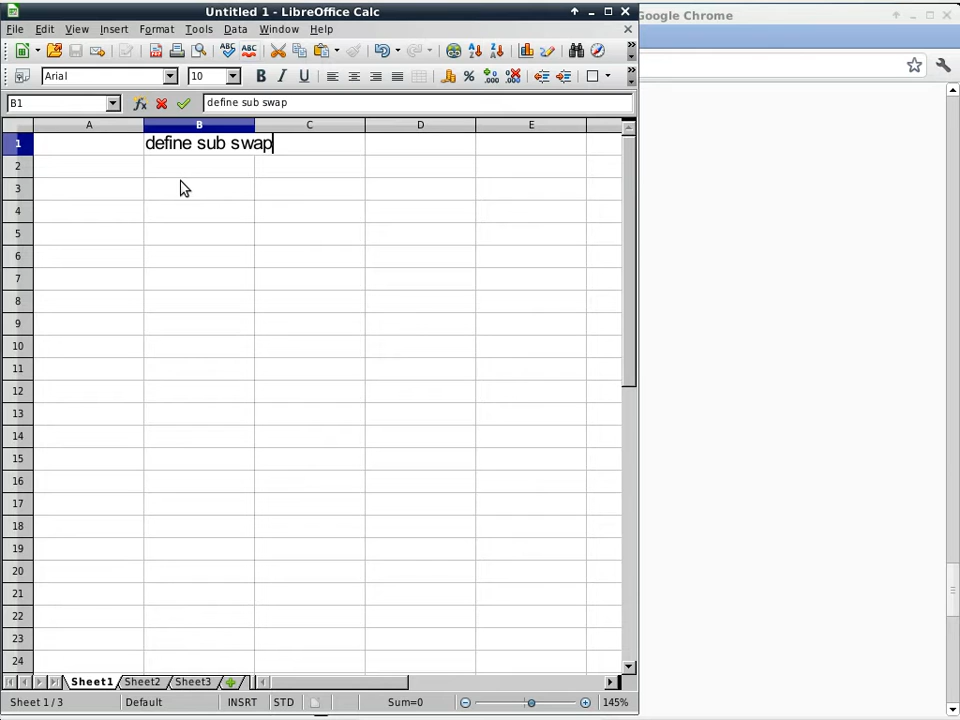 Untitled 1 - LibreOffice Calc
Google Chrome
File Edit View Insert Format Tools Data Window Help
ABC ABC
Arial 10 B I U %
B1 define sub swap
A B C D E
1 define sub swap
2
3
4
5
6
7
8
9
10
11
12
13
14
15
16
17
18
19
20
21
22
23
24
Sheet1 Sheet2 Sheet3
Sheet 1 / 3 Default INSRT STD Sum=0 145%